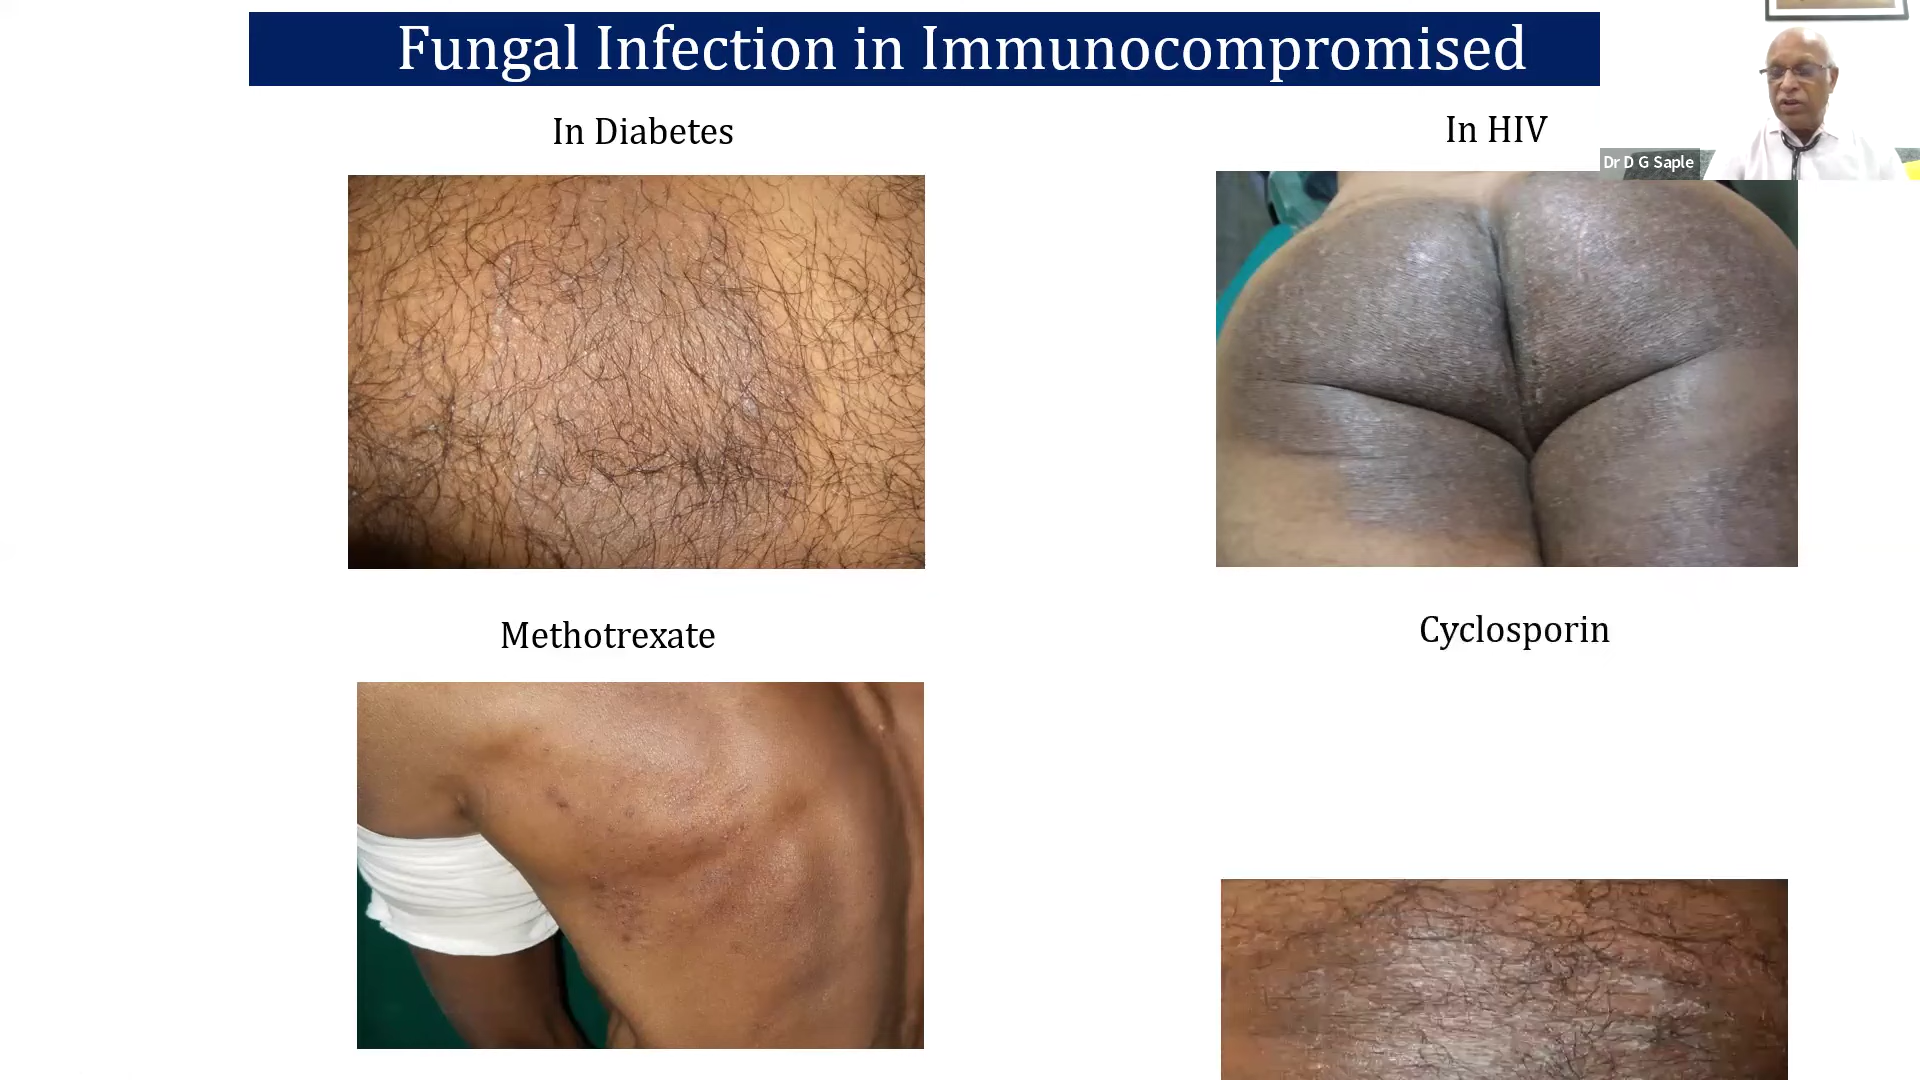 Fungal Infection in Immunocompromised
In Diabetes
In HIV
Dr D G Saple
Methotrexate
Cyclosporin